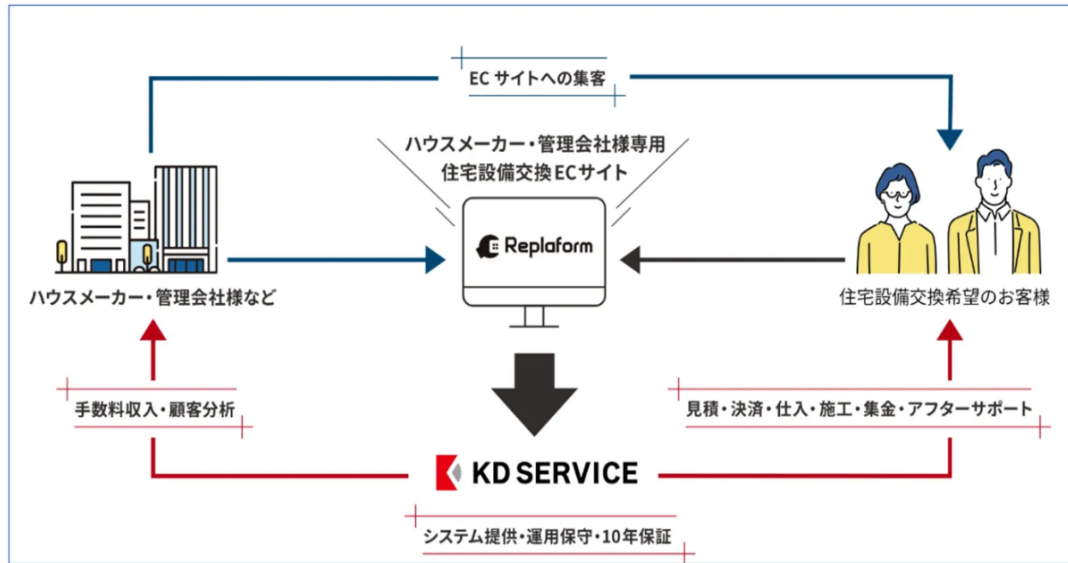 ECサイトへの集客
ハウスメーカー・管理会社様専用
住宅設備交換ECサイト
Replaform
ハウスメーカー・管理会社様など
住宅設備交換希望のお客様
手数料収入・顧客分析
見積・決済・仕入・施工・集金・アフターサポート
KD SERVICE
システム提供・運用保守・10年保証